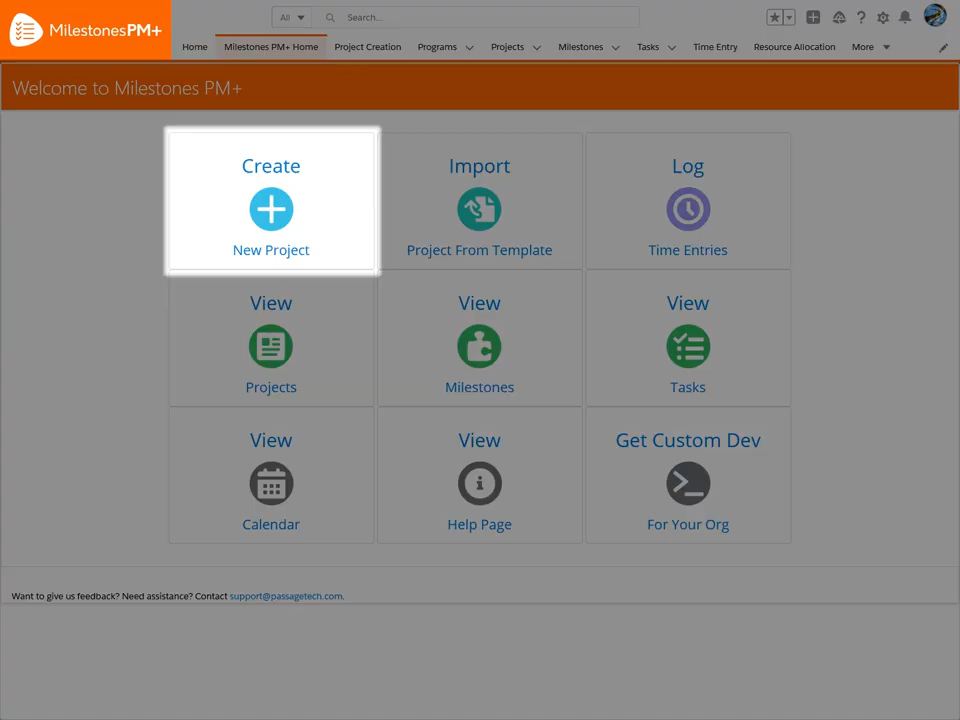 MilestonesPM+
All
Search...
Home
Milestones PM+ Home
Project Creation
Programs
Projects
Milestones
Tasks
Time Entry
Resource Allocation
More
Welcome to Milestones PM+
Create
New Project
Import
Project From Template
Log
Time Entries
View
Projects
View
Milestones
View
Tasks
View
Calendar
View
Help Page
Get Custom Dev
For Your Org
Want to give us feedback? Need assistance? Contact support@passagetech.com.